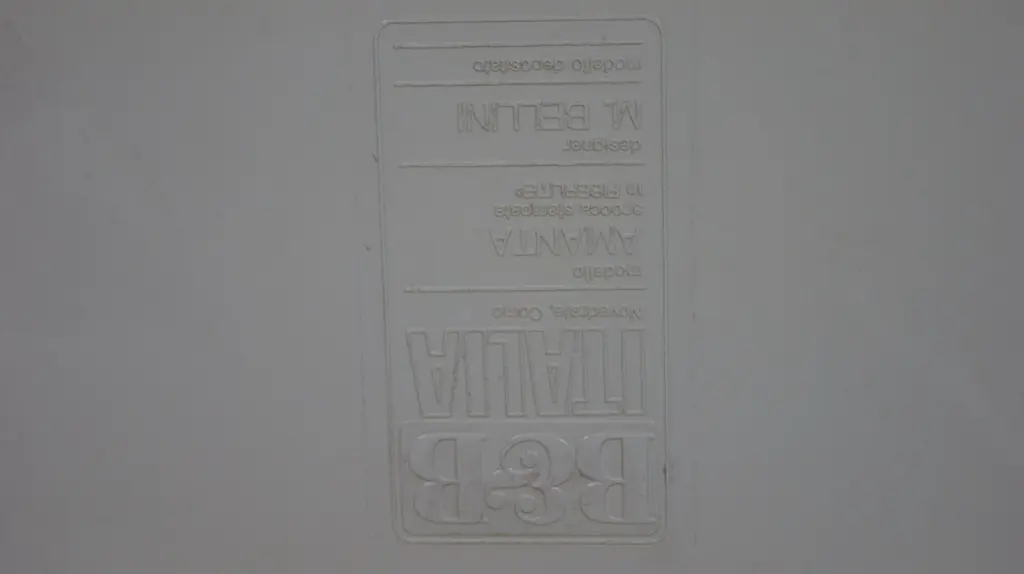 B&B
ITALIA
Novedrate, Como
modello
AMANTA
scocca stampata
in FIBERLITE®
designer
M. BELLINI
modello depositato